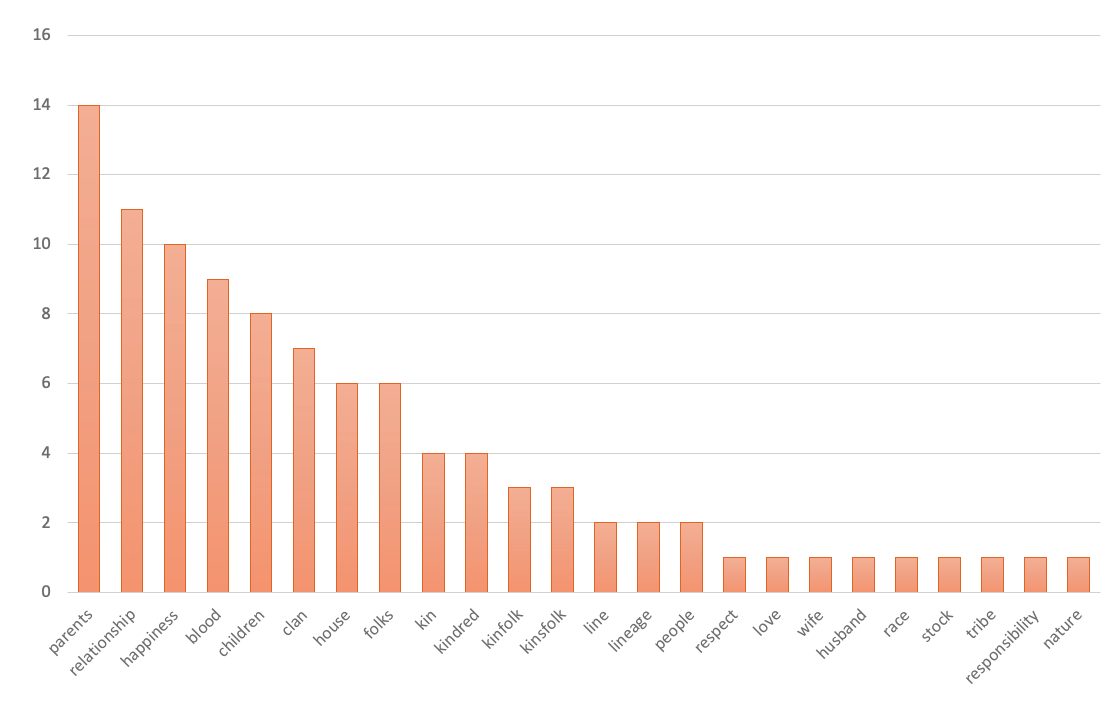 16
14
12
10
8
6
4
2
0
parents
relationship
happiness
blood
children
clan
house
folks
kin
kindred
kinfolk
kinsfolk
line
lineage
people
respect
love
wife
husband
race
stock
tribe
responsibility
nature